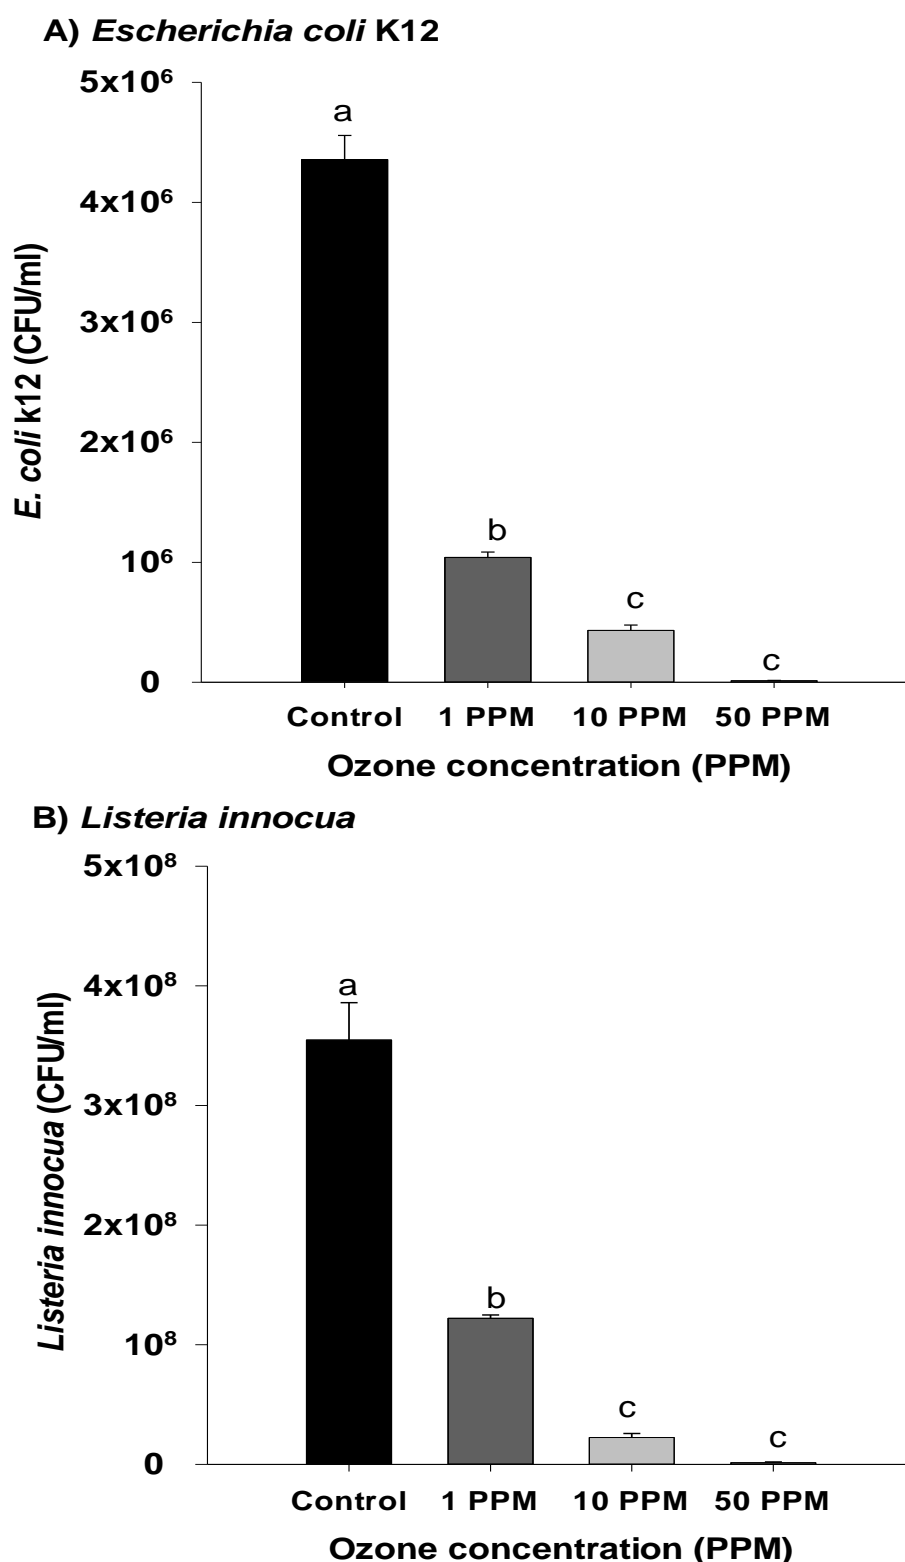 A) Escherichia coli K12
5x10⁶
4x10⁶
3x10⁶
2x10⁶
10⁶
0
E. coli k12 (CFU/ml)
a
b
c
c
Control 1 PPM 10 PPM 50 PPM
Ozone concentration (PPM)
B) Listeria innocua
5x10⁸
4x10⁸
3x10⁸
2x10⁸
10⁸
0
Listeria innocua (CFU/ml)
a
b
c
c
Control 1 PPM 10 PPM 50 PPM
Ozone concentration (PPM)